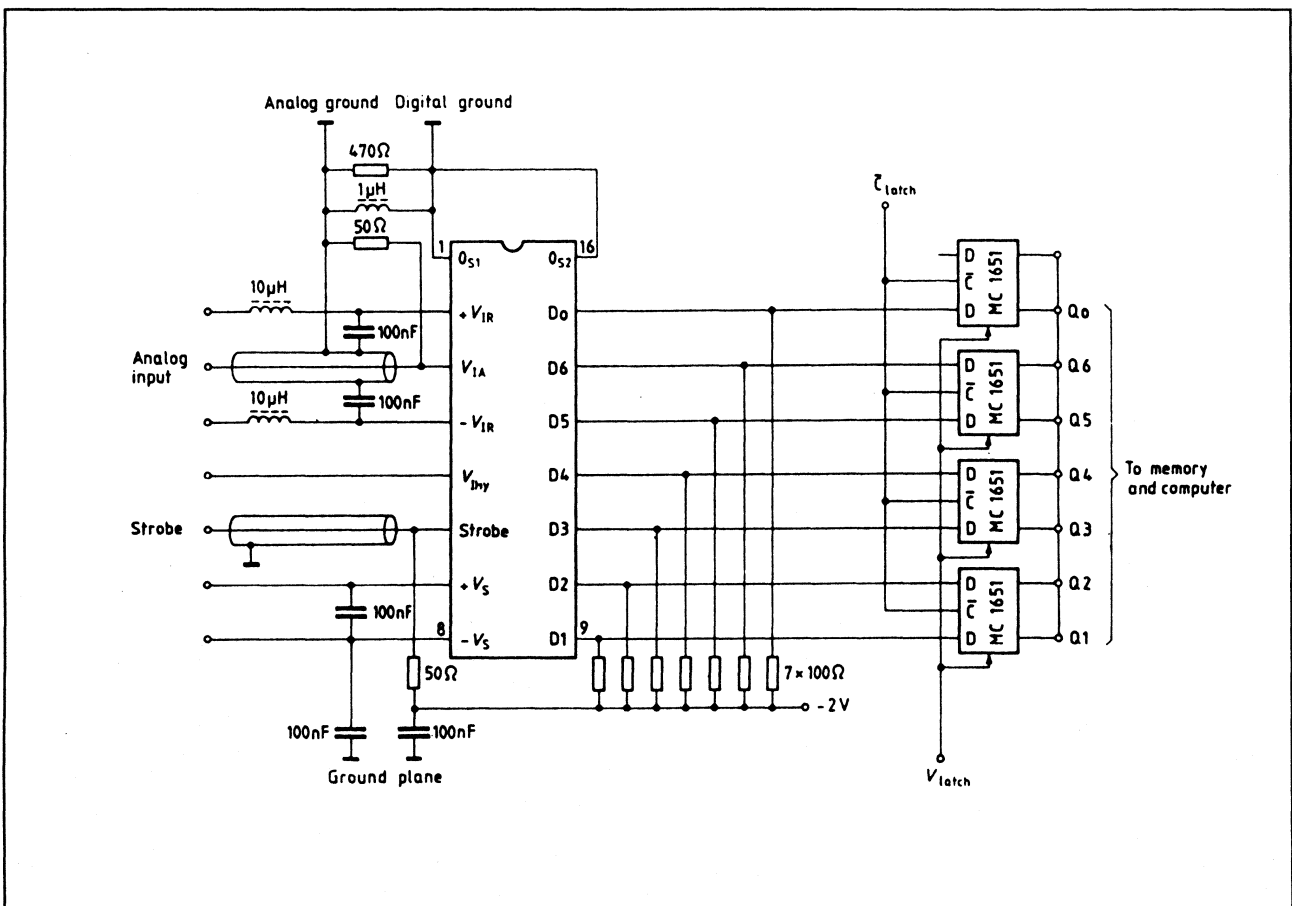 Analog ground Digital ground
470Ω
1µH
50Ω
C̄latch
1
16
0S1
0S2
10µH
+VIR
100nF
D0
D
C̄
D
MC 1651
Q0
Analog
input
VIA
D6
D
C̄
D
MC 1651
Q6
100nF
10µH
-VIR
D5
Q5
VIhy
D4
D
C̄
D
MC 1651
Q4
To memory
and computer
Strobe
Strobe
D3
Q3
+VS
D2
D
C̄
D
MC 1651
Q2
100nF
8
-VS
D1
9
Q1
50Ω
7×100Ω
-2V
100nF
100nF
Ground plane
Vlatch